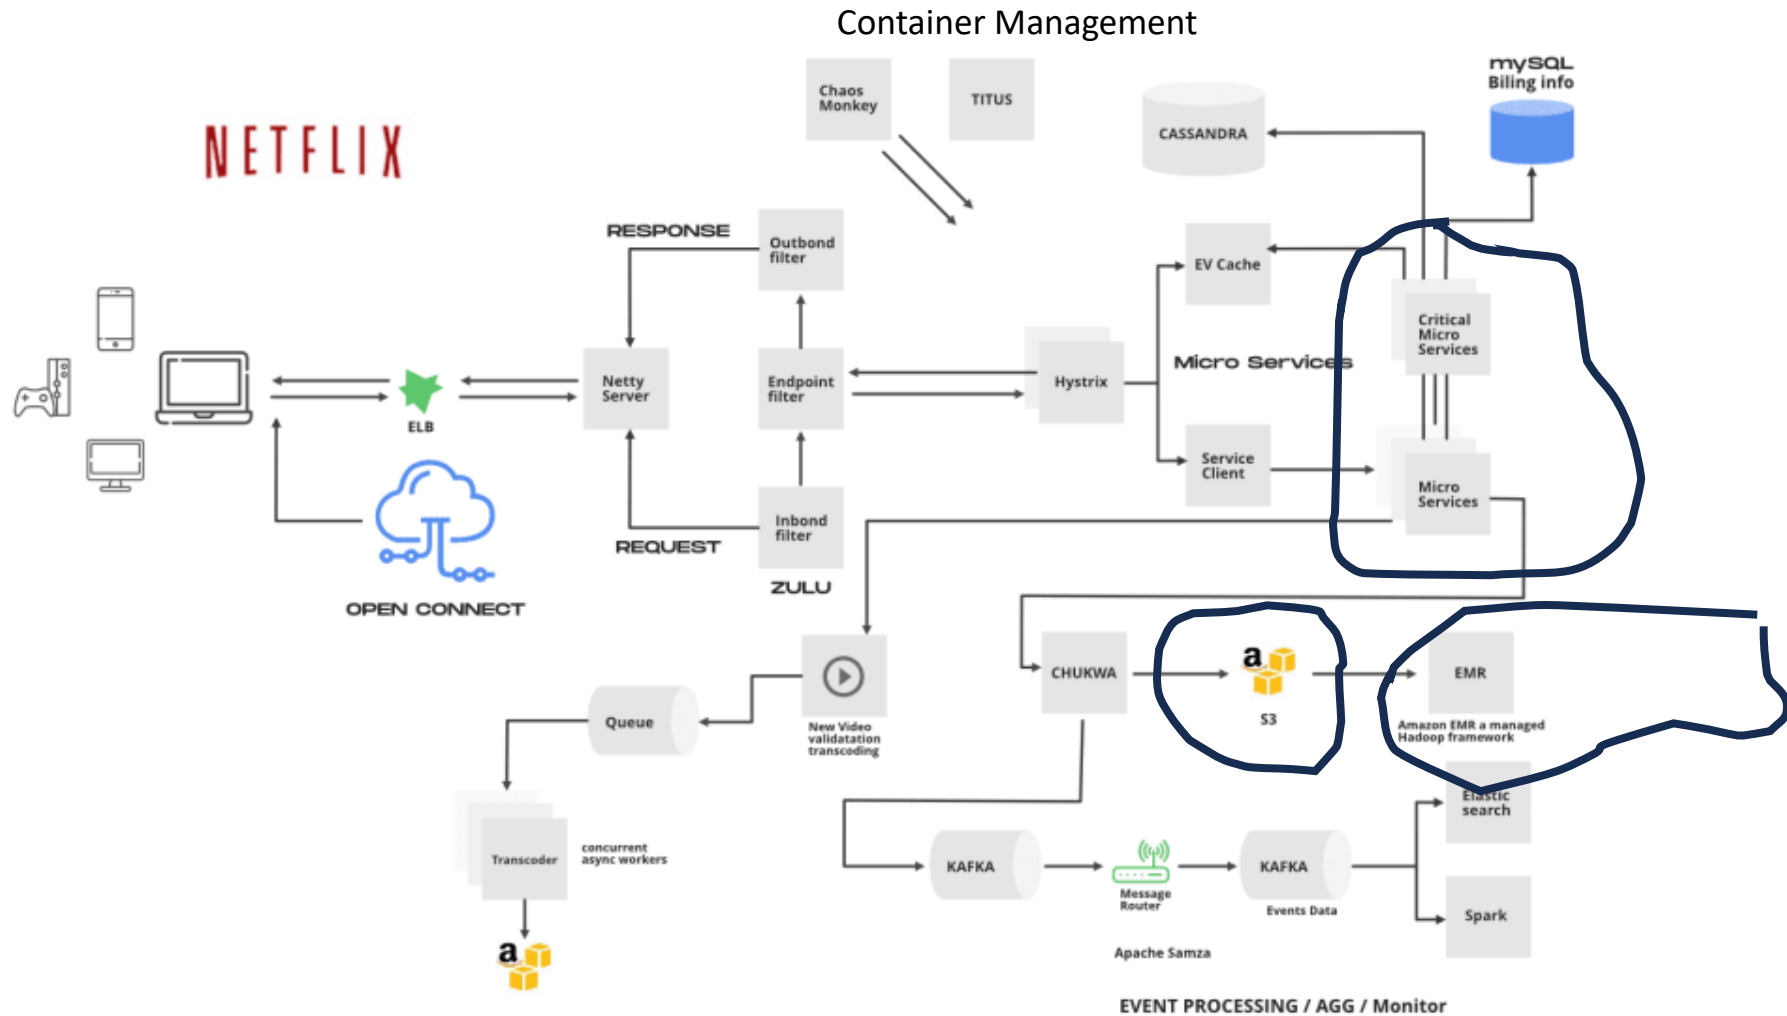 Container Management
Chaos
Monkey
TITUS
mySQL
Biling info
CASSANDRA
NETFLIX
RESPONSE
Outbond
filter
EV Cache
Critical
Micro
Services
Micro Services
Netty
Server
Endpoint
filter
Hystrix
ELB
Service
Client
Micro
Services
Inbond
filter
REQUEST
ZULU
OPEN CONNECT
CHUKWA
a
S3
EMR
Amazon EMR a managed
Hadoop framework
Queue
New Video
validatation
transcoding
Elastic
search
Transcoder
concurrent
async workers
KAFKA
Message
Router
KAFKA
Events Data
Spark
a
Apache Samza
EVENT PROCESSING / AGG / Monitor